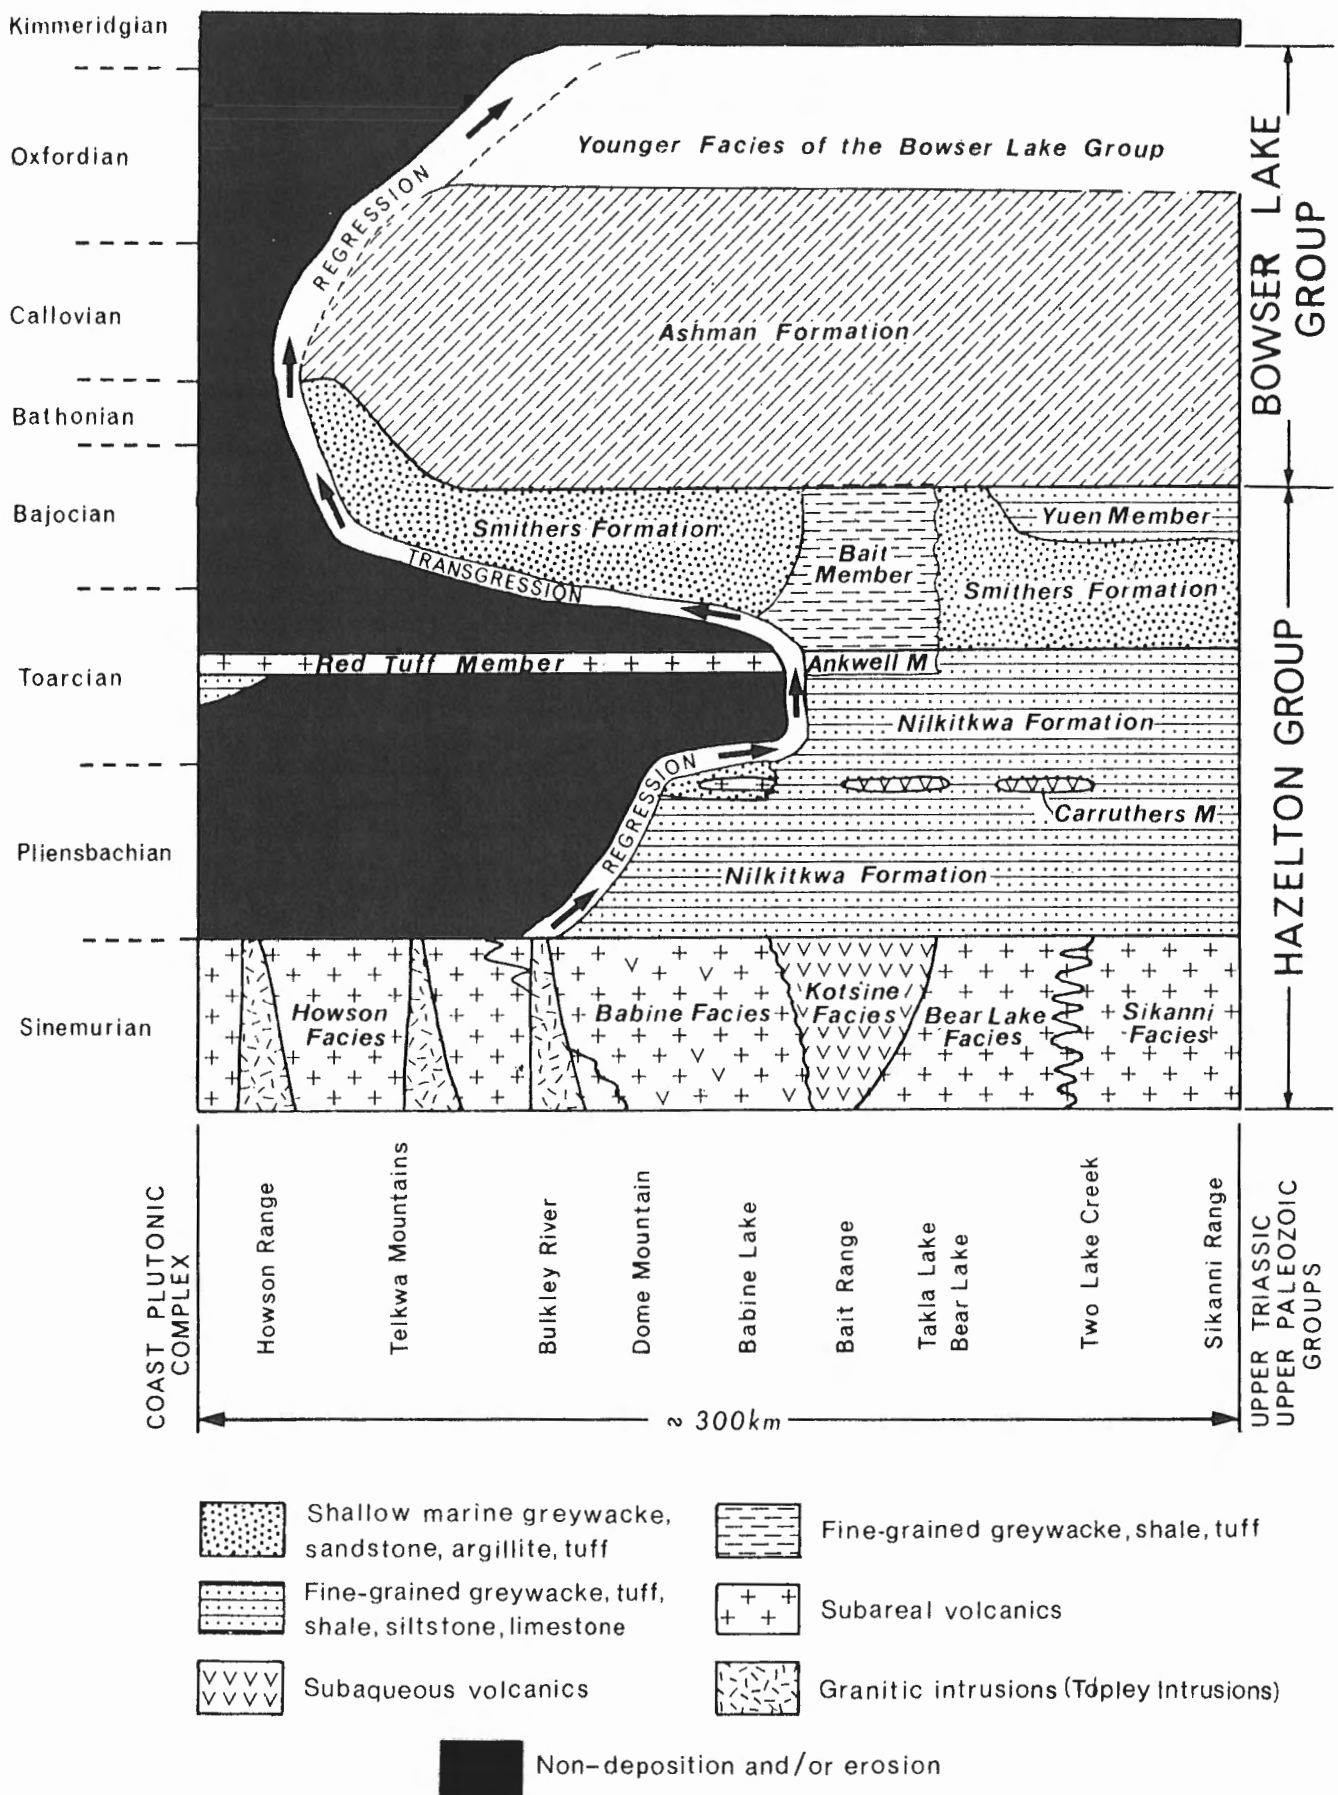 Kimmeridgian
Oxfordian
Callovian
Bathonian
Bajocian
Toarcian
Pliensbachian
Sinemurian
Younger Facies of the Bowser Lake Group
REGRESSION
Ashman Formation
Smithers Formation
Yuen Member
Bait
Member
TRANSGRESSION
Smithers Formation
Red Tuff Member
Ankwell M
Nilkitkwa Formation
REGRESSION
Carruthers M
Nilkitkwa Formation
Howson
Facies
Babine Facies
Kotsine
Facies
Bear Lake
Facies
Sikanni
Facies
BOWSER LAKE
GROUP
HAZELTON GROUP
COAST PLUTONIC
COMPLEX
Howson Range
Telkwa Mountains
Bulkley River
Dome Mountain
Babine Lake
Bait Range
Takla Lake
Bear Lake
Two Lake Creek
Sikanni Range
UPPER TRIASSIC
UPPER PALEOZOIC
GROUPS
≈ 300km
Shallow marine greywacke,
sandstone, argillite, tuff
Fine-grained greywacke, shale, tuff
Fine-grained greywacke, tuff,
shale, siltstone, limestone
Subareal volcanics
Subaqueous volcanics
Granitic intrusions (Topley Intrusions)
Non-deposition and/or erosion